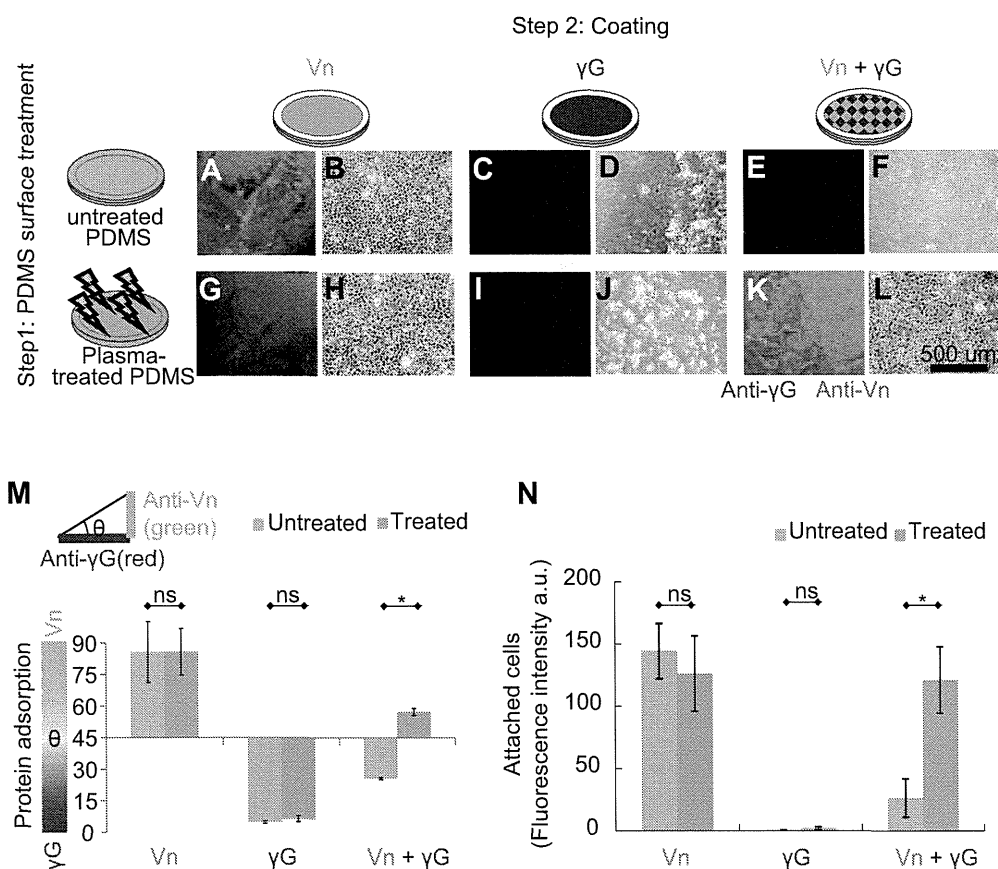 Step 2: Coating
Vn
γG
Vn + γG
Step1: PDMS surface treatment
untreated
PDMS
Plasma-
treated PDMS
A
B
C
D
E
F
G
H
I
J
K
L
500 um
Anti-γG
Anti-Vn
M
Anti-Vn
(green)
θ
Anti-γG(red)
Untreated
Treated
ns
ns
*
Protein adsorption
Vn
θ
γG
90
75
60
45
30
15
0
Vn
γG
Vn + γG
N
Untreated
Treated
Attached cells
(Fluorescence intensity a.u.)
200
150
100
50
0
ns
ns
*
Vn
γG
Vn + γG